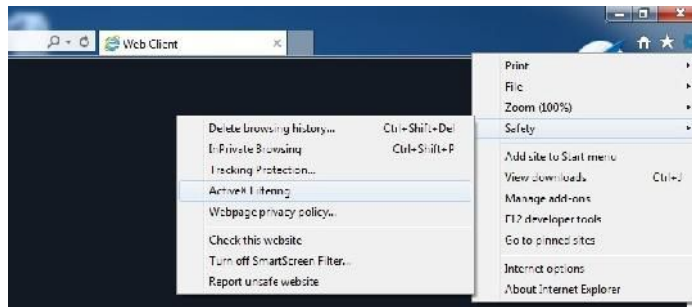 Web Client
Print
File
Zoom (100%)
Safety
Add site to Start menu
View downloads Ctrl+J
Manage add-ons
F12 developer tools
Go to pinned sites
Internet options
About Internet Explorer
Delete browsing history... Ctrl+Shift+Del
InPrivate Browsing Ctrl+Shift+P
Tracking Protection...
ActiveX Filtering
Webpage privacy policy...
Check this website
Turn off SmartScreen Filter...
Report unsafe website